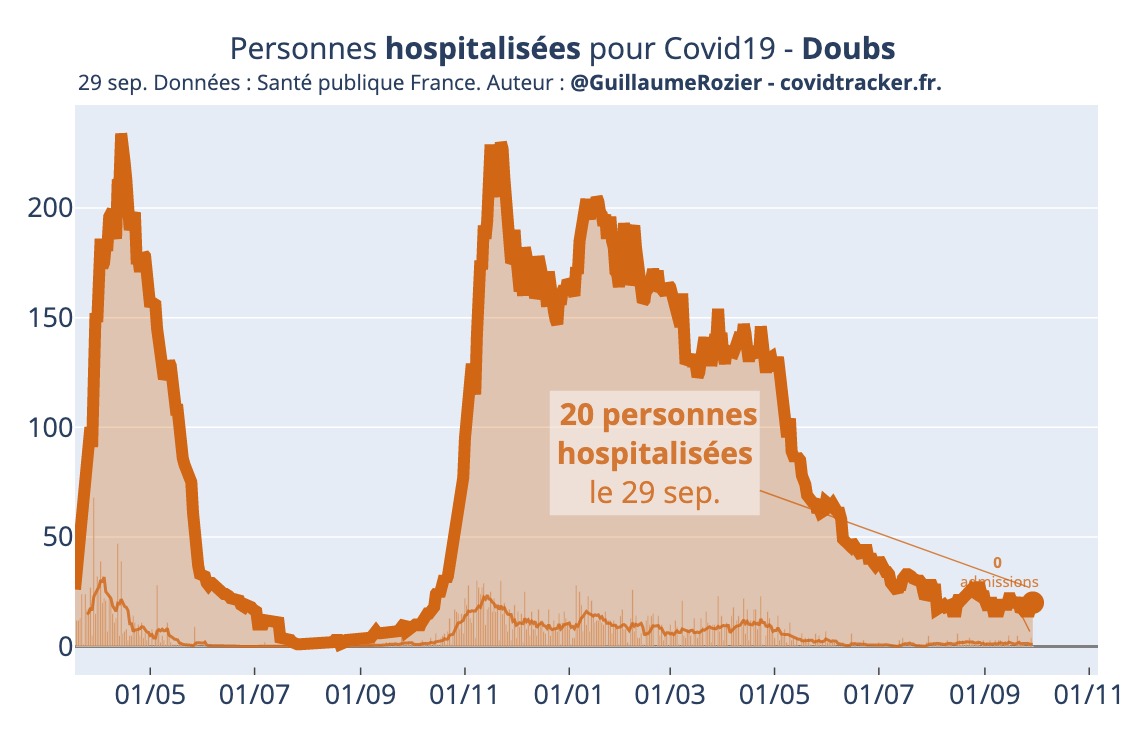 Personnes hospitalisées pour Covid19 - Doubs
29 sep. Données : Santé publique France. Auteur : @GuillaumeRozier - covidtracker.fr.
200
150
100
50
0
20 personnes
hospitalisées
le 29 sep.
0
admissions
01/05
01/07
01/09
01/11
01/01
01/03
01/05
01/07
01/09
01/11